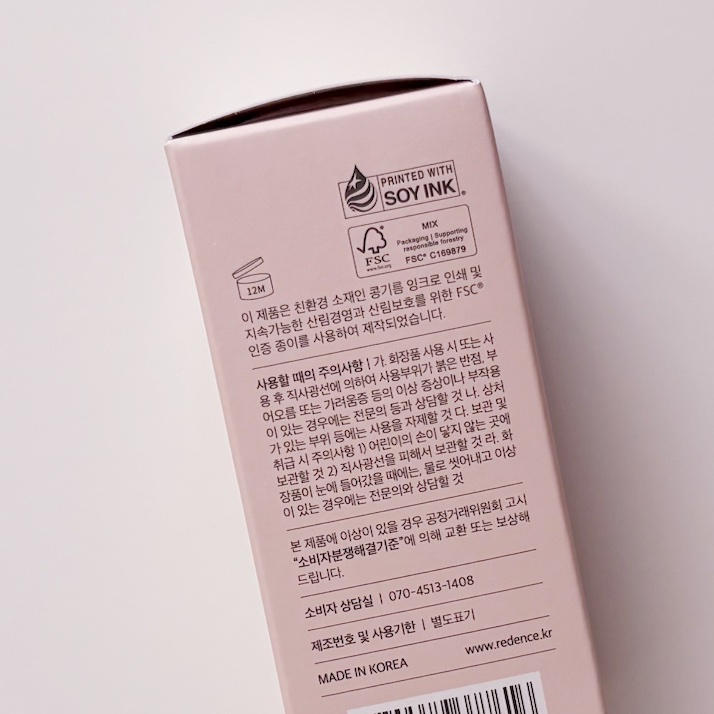 PRINTED WITH
SOY INK®
FSC
www.fsc.org
MIX
Packaging | Supporting
responsible forestry
FSC® C169879
12M
이 제품은 친환경 소재인 콩기름 잉크로 인쇄 및
지속가능한 산림경영과 산림보호를 위한 FSC®
인증 종이를 사용하여 제작되었습니다.
사용할 때의 주의사항 | 가. 화장품 사용 시 또는 사
용 후 직사광선에 의하여 사용부위가 붉은 반점, 부
어오름 또는 가려움증 등의 이상 증상이나 부작용
이 있는 경우에는 전문의 등과 상담할 것 나. 상처
가 있는 부위 등에는 사용을 자제할 것 다. 보관 및
취급 시 주의사항 1) 어린이의 손이 닿지 않는 곳에
보관할 것 2) 직사광선을 피해서 보관할 것 라. 화
장품이 눈에 들어갔을 때에는, 물로 씻어내고 이상
이 있는 경우에는 전문의와 상담할 것
본 제품에 이상이 있을 경우 공정거래위원회 고시
“소비자분쟁해결기준”에 의해 교환 또는 보상해
드립니다.
소비자 상담실 | 070-4513-1408
제조번호 및 사용기한 | 별도표기
MADE IN KOREA
www.redence.kr